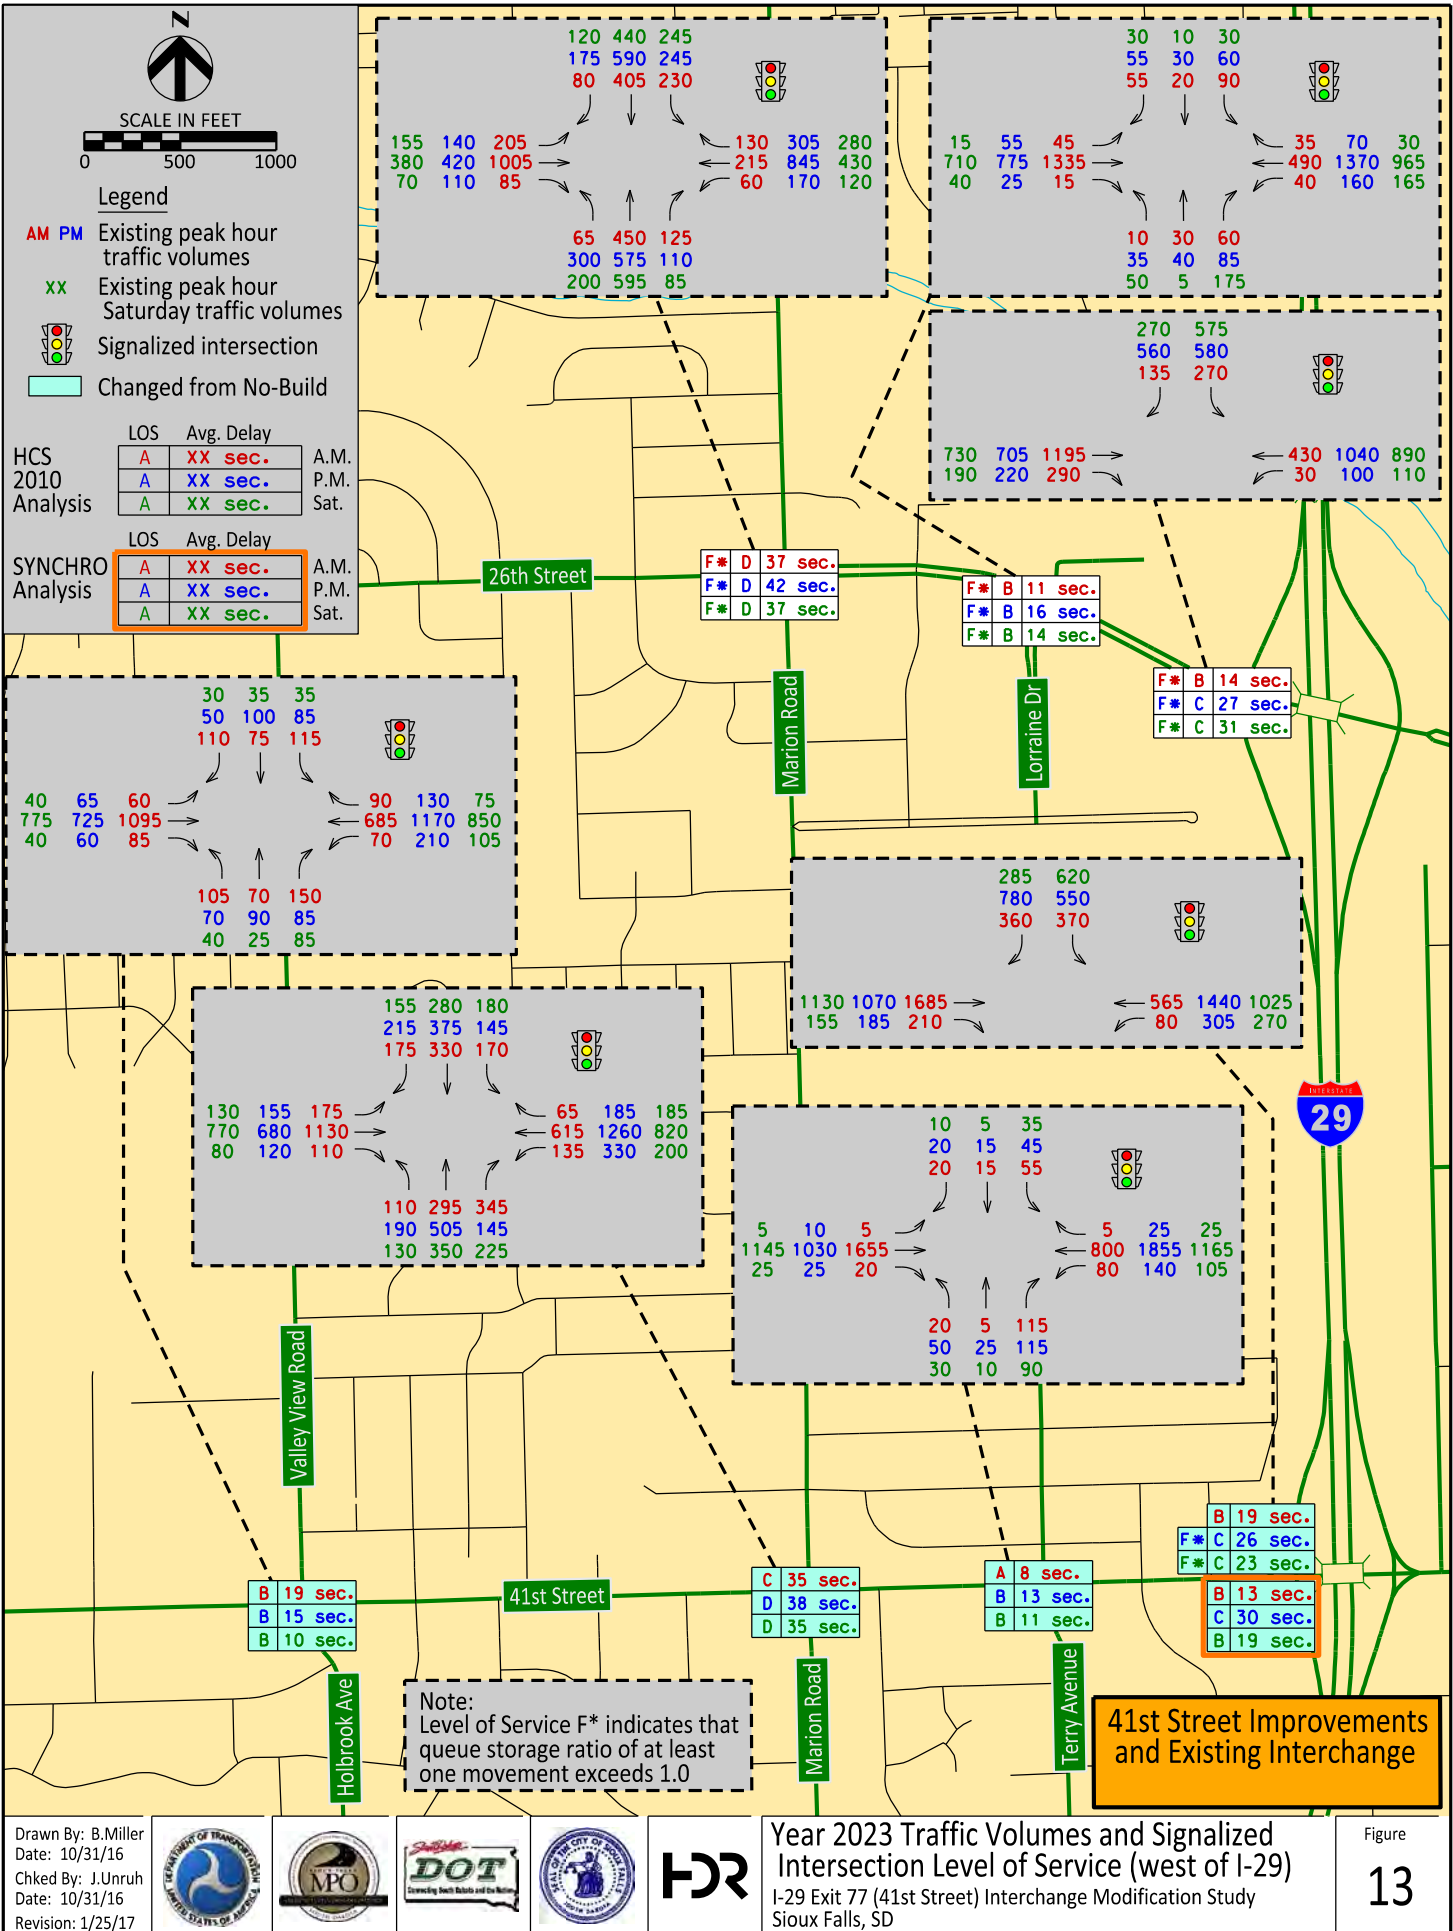 N
SCALE IN FEET
0 500 1000
Legend
AM PM Existing peak hour
traffic volumes
XX Existing peak hour
Saturday traffic volumes
Signalized intersection
Changed from No-Build
LOS Avg. Delay
HCS
2010
Analysis
A XX sec. A.M.
A XX sec. P.M.
A XX sec. Sat.
LOS Avg. Delay
SYNCHRO
Analysis
A XX sec. A.M.
A XX sec. P.M.
A XX sec. Sat.
120 440 245
175 590 245
80 405 230
155 140 205 130 305 280
380 420 1005 215 845 430
70 110 85 60 170 120
65 450 125
300 575 110
200 595 85
30 10 30
55 30 60
55 20 90
15 55 45 35 70 30
710 775 1335 490 1370 965
40 25 15 40 160 165
10 30 60
35 40 85
50 5 175
270 575
560 580
135 270
730 705 1195 430 1040 890
190 220 290 30 100 110
26th Street
F* D 37 sec.
F* D 42 sec.
F* D 37 sec.
F* B 11 sec.
F* B 16 sec.
F* B 14 sec.
F* B 14 sec.
F* C 27 sec.
F* C 31 sec.
Marion Road
Lorraine Dr
30 35 35
50 100 85
110 75 115
40 65 60 90 130 75
775 725 1095 685 1170 850
40 60 85 70 210 105
105 70 150
70 90 85
40 25 85
285 620
780 550
360 370
1130 1070 1685 565 1440 1025
155 185 210 80 305 270
155 280 180
215 375 145
175 330 170
130 155 175 65 185 185
770 680 1130 615 1260 820
80 120 110 135 330 200
110 295 345
190 505 145
130 350 225
INTERSTATE
29
10 5 35
20 15 45
20 15 55
5 10 5 5 25 25
1145 1030 1655 800 1855 1165
25 25 20 80 140 105
20 5 115
50 25 115
30 10 90
Valley View Road
B 19 sec.
B 15 sec.
B 10 sec.
41st Street
C 35 sec.
D 38 sec.
D 35 sec.
A 8 sec.
B 13 sec.
B 11 sec.
B 19 sec.
F* C 26 sec.
F* C 23 sec.
B 13 sec.
C 30 sec.
B 19 sec.
Holbrook Ave
Marion Road
Terry Avenue
Note:
Level of Service F* indicates that
queue storage ratio of at least
one movement exceeds 1.0
41st Street Improvements
and Existing Interchange
Drawn By: B.Miller
Date: 10/31/16
Chked By: J.Unruh
Date: 10/31/16
Revision: 1/25/17
MPO
DOT
Connecting South Dakota and the Nation
HDR
Year 2023 Traffic Volumes and Signalized
Intersection Level of Service (west of I-29)
I-29 Exit 77 (41st Street) Interchange Modification Study
Sioux Falls, SD
Figure
13